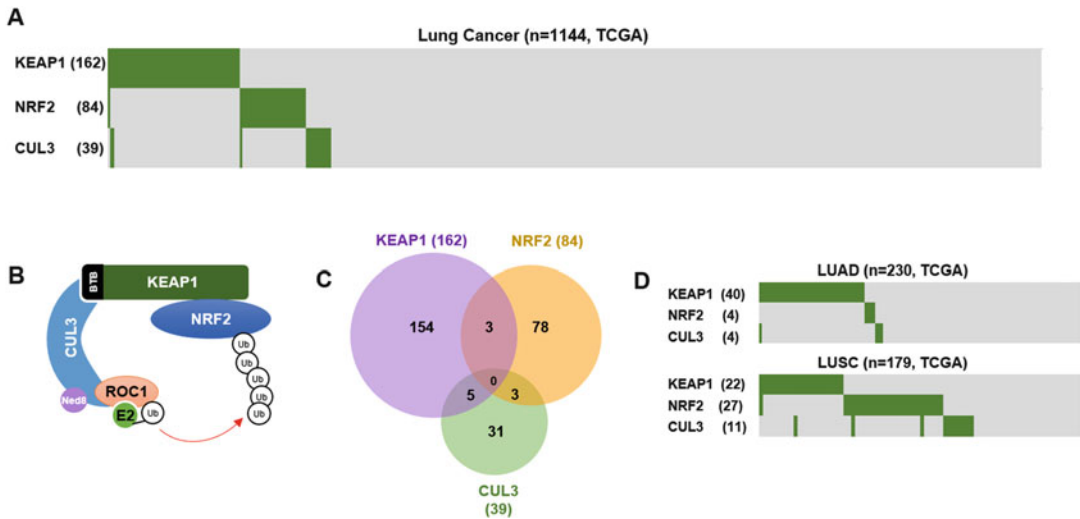 A
Lung Cancer (n=1144, TCGA)
KEAP1 (162)
NRF2 (84)
CUL3 (39)
B
BTB
KEAP1
NRF2
CUL3
Ub
Ub
Ub
Ub
Ub
ROC1
Ned8
E2
Ub
C
KEAP1 (162)
NRF2 (84)
154
3
78
0
5
3
31
CUL3
(39)
D
LUAD (n=230, TCGA)
KEAP1 (40)
NRF2 (4)
CUL3 (4)
LUSC (n=179, TCGA)
KEAP1 (22)
NRF2 (27)
CUL3 (11)